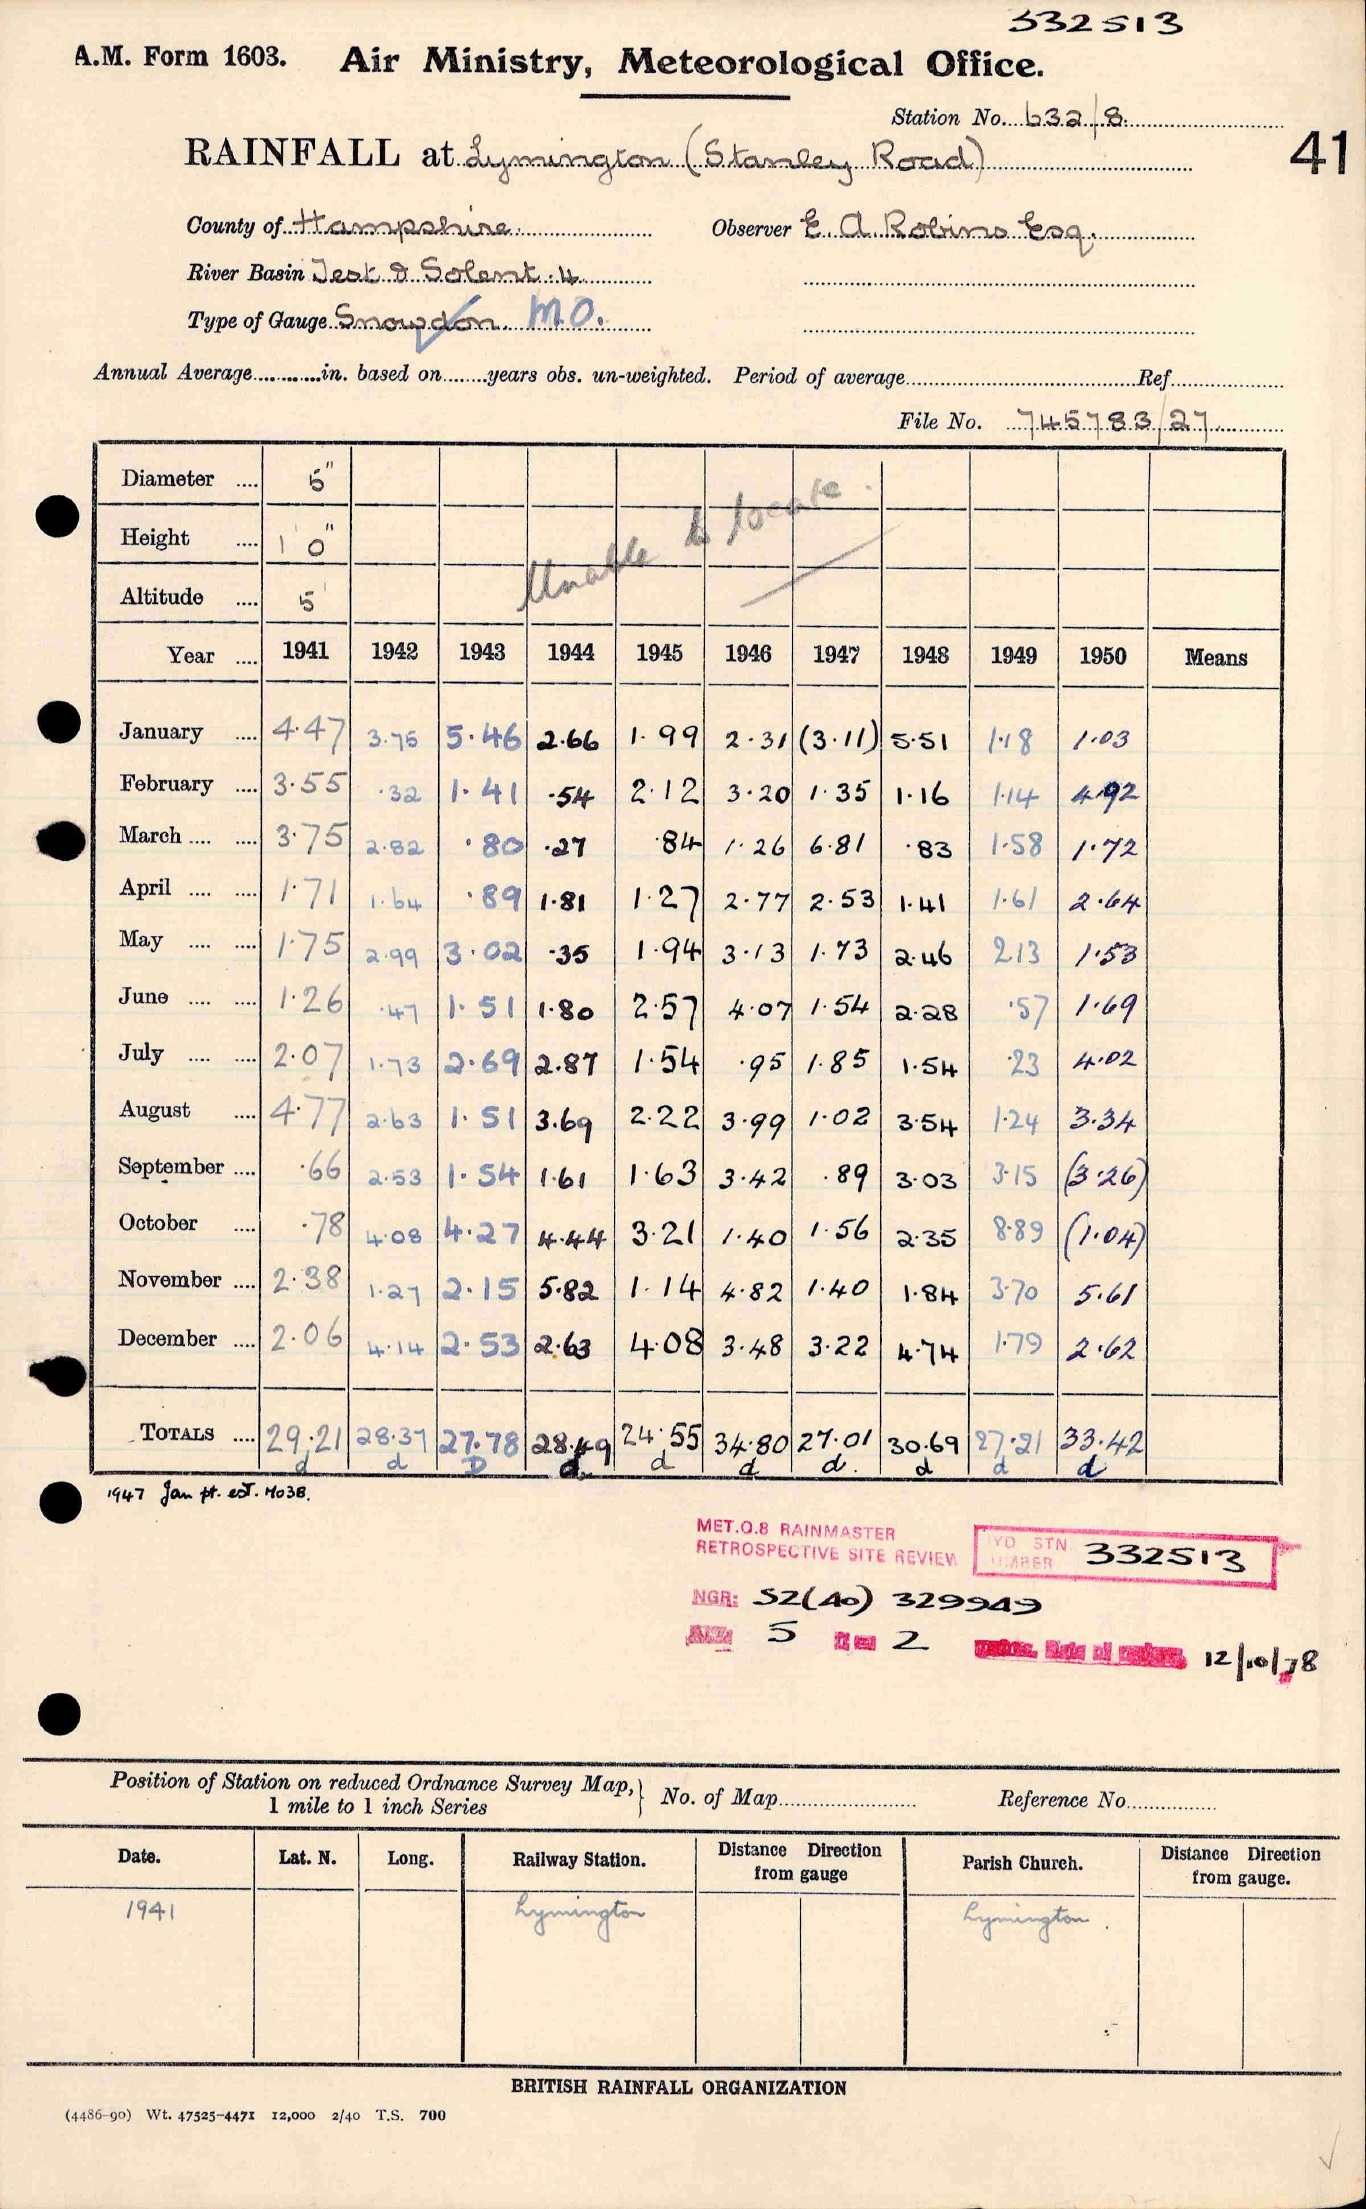 332513
A.M. Form 1603. Air Ministry, Meteorological Office.
Station No. 632/8
41
RAINFALL at Lymington (Stanley Road)
County of Hampshire Observer E. A. Robins Esq.
River Basin Test & Solent .4.
Type of Gauge Snowdon. M.O.
Annual Average............in. based on........years obs. un-weighted. Period of average.............Ref.............
File No. 745783/27
Diameter .... 5"
Height .... 1' 0"
Altitude .... 5'
Unable to locate.
Year .... 1941 1942 1943 1944 1945 1946 1947 1948 1949 1950 Means
January .... 4.47 3.75 5.46 2.66 1.99 2.31 (3.11) 5.51 1.18 1.03
February .... 3.55 .32 1.41 .54 2.12 3.20 1.35 1.16 1.14 4.92
March .... .... 3.75 2.82 .80 .27 .84 1.26 6.81 .83 1.58 1.72
April .... .... 1.71 1.64 .89 1.81 1.27 2.77 2.53 1.41 1.61 2.64
May .... .... 1.75 2.99 3.02 .35 1.94 3.13 1.73 2.46 2.13 1.53
June .... .... 1.26 .47 1.51 1.80 2.57 4.07 1.54 2.28 .57 1.69
July .... .... 2.07 1.73 2.69 2.87 1.54 .95 1.85 1.54 .23 4.02
August .... 4.77 2.63 1.51 3.69 2.22 3.99 1.02 3.54 1.24 3.34
September .... .66 2.53 1.54 1.61 1.63 3.42 .89 3.03 3.15 (3.26)
October .... .78 4.08 4.27 4.44 3.21 1.40 1.56 2.35 8.89 (1.04)
November .... 2.38 1.27 2.15 5.82 1.14 4.82 1.40 1.84 3.70 5.61
December .... 2.06 4.14 2.53 2.63 4.08 3.48 3.22 4.74 1.79 2.62
TOTALS .... 29.21 28.37 27.78 28.49 24.55 34.80 27.01 30.69 27.21 33.42
d d D d. d d d. d d d
1947 Jan pt. est. MO3B.
MET.O.8 RAINMASTER
RETROSPECTIVE SITE REVIEW
STN 332513
NGR: SZ(40) 329949
5 2 12/10/78
Position of Station on reduced Ordnance Survey Map,} No. of Map............ Reference No............
1 mile to 1 inch Series
Date. Lat. N. Long. Railway Station. Distance from gauge Direction Parish Church. Distance from gauge. Direction
1941 Lymington Lymington.
BRITISH RAINFALL ORGANIZATION
(4486-90) Wt. 47525-4471 12,000 2/40 T.S. 700